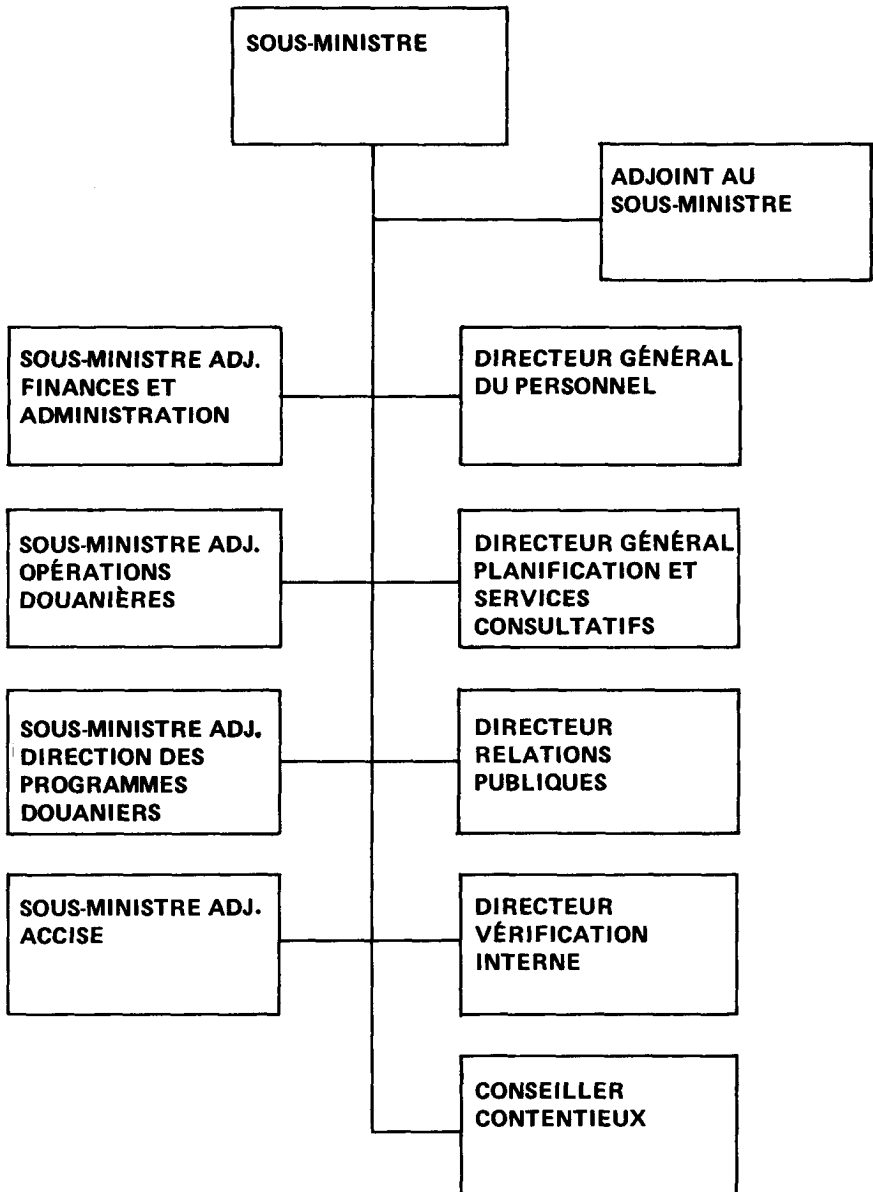 SOUS-MINISTRE
ADJOINT AU
SOUS-MINISTRE
SOUS-MINISTRE ADJ.
FINANCES ET
ADMINISTRATION
DIRECTEUR GÉNÉRAL
DU PERSONNEL
SOUS-MINISTRE ADJ.
OPÉRATIONS
DOUANIÈRES
DIRECTEUR GÉNÉRAL
PLANIFICATION ET
SERVICES
CONSULTATIFS
SOUS-MINISTRE ADJ.
DIRECTION DES
PROGRAMMES
DOUANIERS
DIRECTEUR
RELATIONS
PUBLIQUES
SOUS-MINISTRE ADJ.
ACCISE
DIRECTEUR
VÉRIFICATION
INTERNE
CONSEILLER
CONTENTIEUX